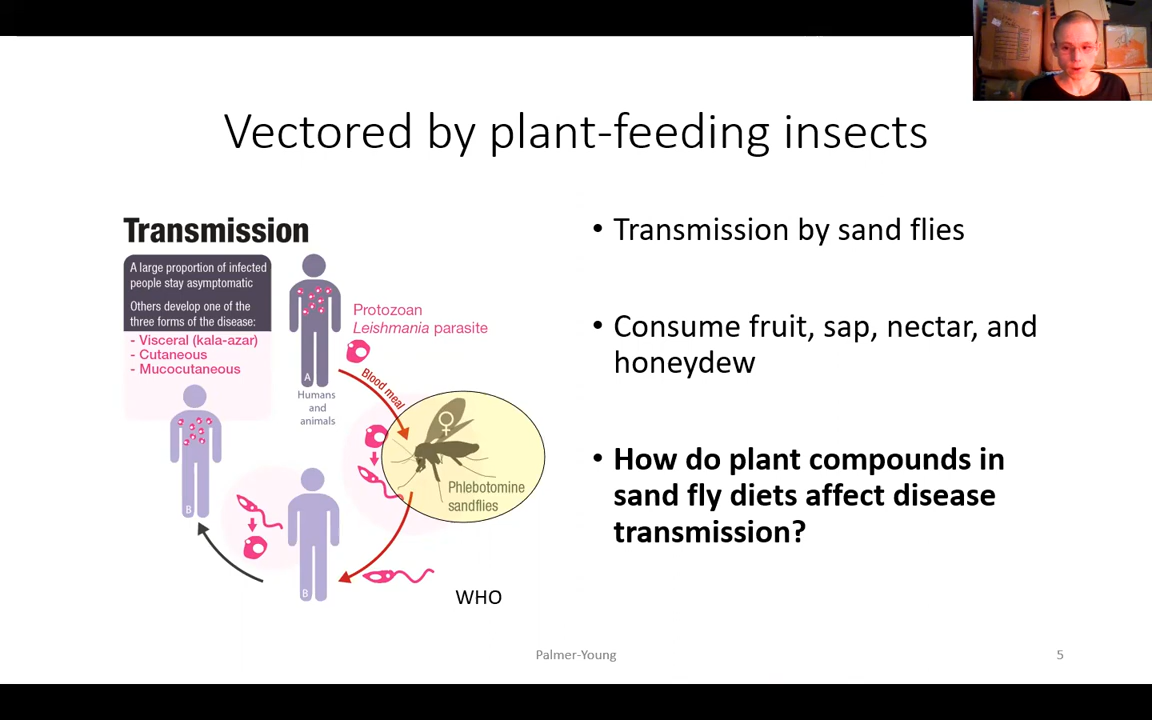 Vectored by plant-feeding insects
Transmission
A large proportion of infected
people stay asymptomatic
Others develop one of the
three forms of the disease:
- Visceral (kala-azar)
- Cutaneous
- Mucocutaneous
A
Humans
and
animals
Protozoan
Leishmania parasite
Blood meal
Phlebotomine
sandflies
B
B
WHO
• Transmission by sand flies
• Consume fruit, sap, nectar, and
honeydew
• How do plant compounds in
sand fly diets affect disease
transmission?
Palmer-Young
5